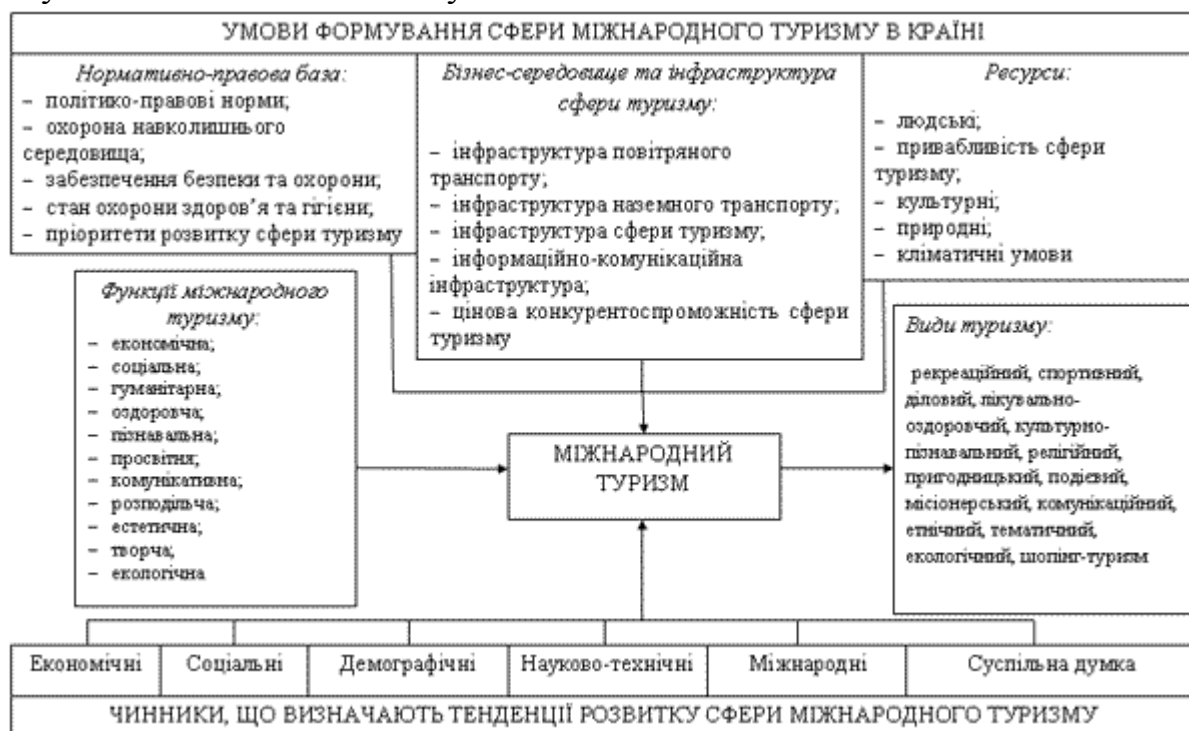 УМОВИ ФОРМУВАННЯ СФЕРИ МІЖНАРОДНОГО ТУРИЗМУ В КРАЇНІ
Нормативно-правова база:
– політико-правові норми;
– охорона навколишнього
середовища;
– забезпечення безпеки та охорони;
– стан охорони здоров’я та гігієни;
– пріоритети розвитку сфери туризму
Бізнес-середовище та інфраструктура
сфери туризму:
– інфраструктура повітряного
транспорту;
– інфраструктура наземного транспорту;
– інфраструктура сфери туризму;
– інформаційно-комунікаційна
інфраструктура;
– цінова конкурентоспроможність сфери
туризму
Ресурси:
– людські;
– привабливість сфери
туризму;
– культурні;
– природні;
– кліматичні умови
Функції міжнародного
туризму:
– економічна;
– соціальна;
– гуманітарна;
– оздоровча;
– пізнавальна;
– просвітня;
– комунікативна;
– розподільча;
– естетична;
– творча;
– екологічна
МІЖНАРОДНИЙ
ТУРИЗМ
Види туризму:
рекреаційний, спортивний,
діловий, лікувально-
оздоровчий, культурно-
пізнавальний, релігійний,
пригодницький, подієвий,
місіонерський, комунікаційний,
етнічний, тематичний,
екологічний, шопінг-туризм
Економічні
Соціальні
Демографічні
Науково-технічні
Міжнародні
Суспільна думка
ЧИННИКИ, ЩО ВИЗНАЧАЮТЬ ТЕНДЕНЦІЇ РОЗВИТКУ СФЕРИ МІЖНАРОДНОГО ТУРИЗМУ